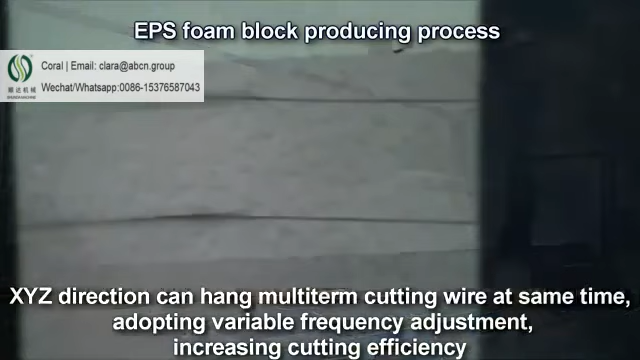 EPS foam block producing process
Coral | Email: clara@abcn.group
Wechat/Whatsapp:0086-15376587043
XYZ direction can hang multiterm cutting wire at same time,
adopting variable frequency adjustment,
increasing cutting efficiency